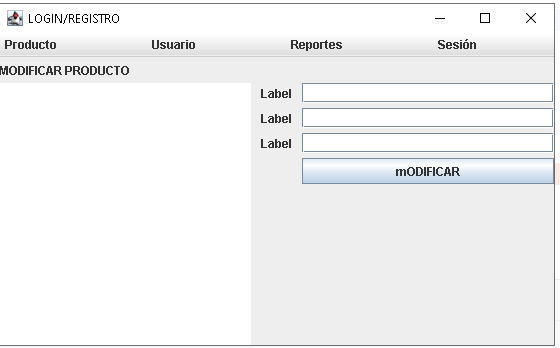 LOGIN/REGISTRO
Producto Usuario Reportes Sesión
MODIFICAR PRODUCTO
Label
Label
Label
mODIFICAR